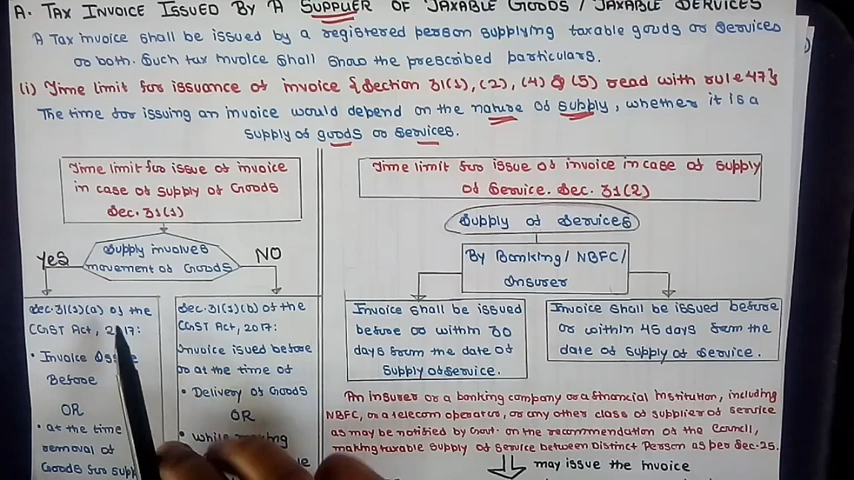 A. TAX INVOICE ISSUED BY A SUPPLIER OF TAXABLE GOODS / TAXABLE SERVICES
A Tax invoice shall be issued by a registered person supplying taxable goods or services
or both. Such tax invoice shall show the prescribed particulars.
(i) Time limit for issuance of invoice {Section 31(1), (2), (4) & (5) read with rule 47}
The time for issuing an invoice would depend on the nature of supply, whether it is a
supply of goods or services.
Time limit for issue of invoice
in case of supply of Goods
Sec. 31(1)
Supply involves
movement of Goods
Yes
NO
Sec. 31(1)(a) of the
CGST Act, 2017:
• Invoice Issue
Before
OR
• at the time
removal of
Goods for
Sec. 31(1)(b) of the
CGST Act, 2017:
Invoice isued before
or at the time of
• Delivery of Goods
OR
• while making
Time limit for issue of invoice in case of supply
of Service. Sec. 31(2)
Supply of Services
By Banking/NBFC/
Insurer
Invoice shall be issued
before or within 30
days from the date of
Supply of service.
Invoice shall be issued before
or within 45 days from the
date of supply of service.
An insurer or a banking company or a financial Institution, including
NBFC, or a telecom operator, or any other class of supplier of service
as may be notified by Govt. on the recommendation of the Council,
making taxable supply of service between Distinct Person as per Sec-25.
may issue the invoice